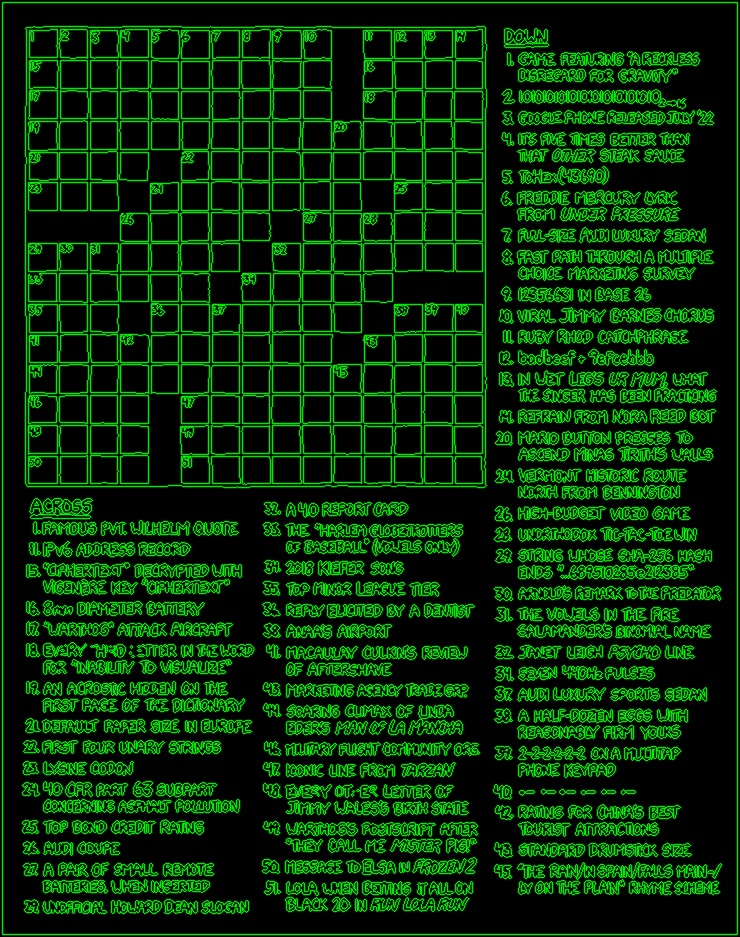 1 2 3 4 5 6 7 8 9 10 11 12 13 14
15 16
17 18
19 20
21 22
23 24 25
26 27 28
29 30 31 32
33 34
35 36 37 38 39 40
41 42 43
44 45
46 47
48 49
50 51
ACROSS
1. FAMOUS PVT. WILHELM QUOTE
11. IPV6 ADDRESS RECORD
15. "CIPHERTEXT" DECRYPTED WITH
VIGENÈRE KEY "CIPHERTEXT"
16. 8mm DIAMETER BATTERY
17. "WARTHOG" ATTACK AIRCRAFT
18. EVERY THIRD LETTER IN THE WORD
FOR "INABILITY TO VISUALIZE"
19. AN ACROSTIC HIDDEN ON THE
FIRST PAGE OF THE DICTIONARY
21. DEFAULT PAPER SIZE IN EUROPE
22. FIRST FOUR UNARY STRINGS
23. LYSINE CODON
24. 40 CFR PART 63 SUBPART
CONCERNING ASPHALT POLLUTION
25. TOP BOND CREDIT RATING
26. AUDI COUPE
27. A PAIR OF SMALL REMOTE
BATTERIES, WHEN INSERTED
29. UNOFFICIAL HOWARD DEAN SLOGAN
32. A 4.0 REPORT CARD
33. THE "HARLEM GLOBETROTTERS
OF BASEBALL" (VOWELS ONLY)
34. 2018 KIEFER SONG
35. TOP MINOR LEAGUE TIER
36. REPLY ELICITED BY A DENTIST
38. ANAA'S AIRPORT
41. MACAULAY CULKIN'S REVIEW
OF AFTERSHAVE
43. MARKETING AGENCY TRADE GRP.
44. SOARING CLIMAX OF LINDA
EDER'S MAN OF LA MANCHA
46. MILITARY FLIGHT COMMUNITY ORG.
47. ICONIC LINE FROM TARZAN
48. EVERY OTHER LETTER OF
JIMMY WALES'S BIRTH STATE
49. WARTHOG'S POSTSCRIPT AFTER
"THEY CALL ME MISTER PIG!"
50. MESSAGE TO ELSA IN FROZEN 2
51. LOLA, WHEN BETTING IT ALL ON
BLACK 20 IN RUN LOLA RUN
DOWN
1. GAME FEATURING "A RECKLESS
DISREGARD FOR GRAVITY"
2. 101010101010101010101010₂→₁₆
3. GOOGLE PHONE RELEASED JULY '22
4. IT'S FIVE TIMES BETTER THAN
THAT OTHER STEAK SAUCE
5. ToHex(43690)
6. FREDDIE MERCURY LYRIC
FROM UNDER PRESSURE
7. FULL-SIZE AUDI LUXURY SEDAN
8. FAST PATH THROUGH A MULTIPLE
CHOICE MARKETING SURVEY
9. 12356631 IN BASE 26
10. VIRAL JIMMY BARNES CHORUS
11. RUBY RHOD CATCHPHRASE
12. badbeef + 9efcebbb
13. IN WET LEG'S UR MUM, WHAT
THE SINGER HAS BEEN PRACTICING
14. REFRAIN FROM NORA REED BOT
20. MARIO BUTTON PRESSES TO
ASCEND MINAS TIRITH'S WALLS
24. VERMONT HISTORIC ROUTE
NORTH FROM BENNINGTON
26. HIGH-BUDGET VIDEO GAME
28. UNORTHODOX TIC-TAC-TOE WIN
29. STRING WHOSE SHA-256 HASH
ENDS "...689510285e212385"
30. ARNOLD'S REMARK TO THE PREDATOR
31. THE VOWELS IN THE FIRE
SALAMANDER'S BINOMIAL NAME
32. JANET LEIGH PSYCHO LINE
34. SEVEN 440Hz PULSES
37. AUDI LUXURY SPORTS SEDAN
38. A HALF-DOZEN EGGS WITH
REASONABLY FIRM YOLKS
39. 2-2-2-2-2-2 ON A MULTITAP
PHONE KEYPAD
40. .- .- .- .- .- .-
42. RATING FOR CHINA'S BEST
TOURIST ATTRACTIONS
43. STANDARD DRUMSTICK SIZE
45. "THE RAIN/IN SPAIN/FALLS MAIN-/
LY ON THE PLAIN" RHYME SCHEME